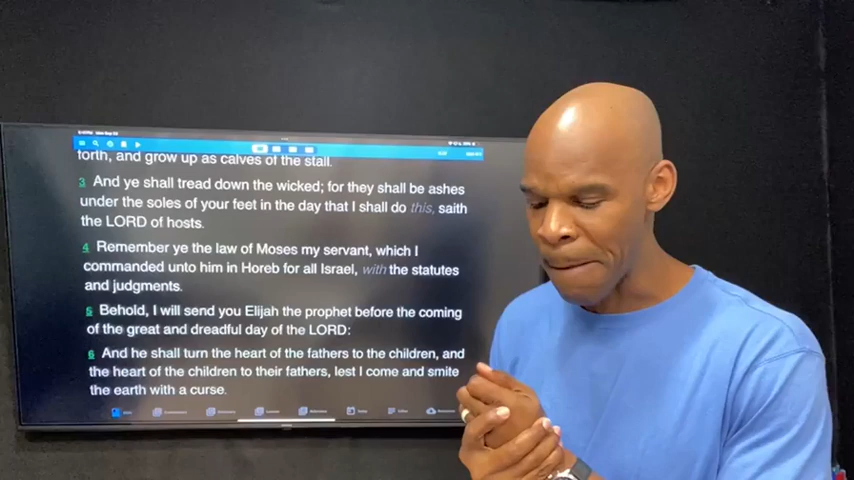 forth, and grow up as calves of the stall.
3 And ye shall tread down the wicked; for they shall be ashes
under the soles of your feet in the day that I shall do this, saith
the LORD of hosts.
4 Remember ye the law of Moses my servant, which I
commanded unto him in Horeb for all Israel, with the statutes
and judgments.
5 Behold, I will send you Elijah the prophet before the coming
of the great and dreadful day of the LORD:
6 And he shall turn the heart of the fathers to the children, and
the heart of the children to their fathers, lest I come and smite
the earth with a curse.